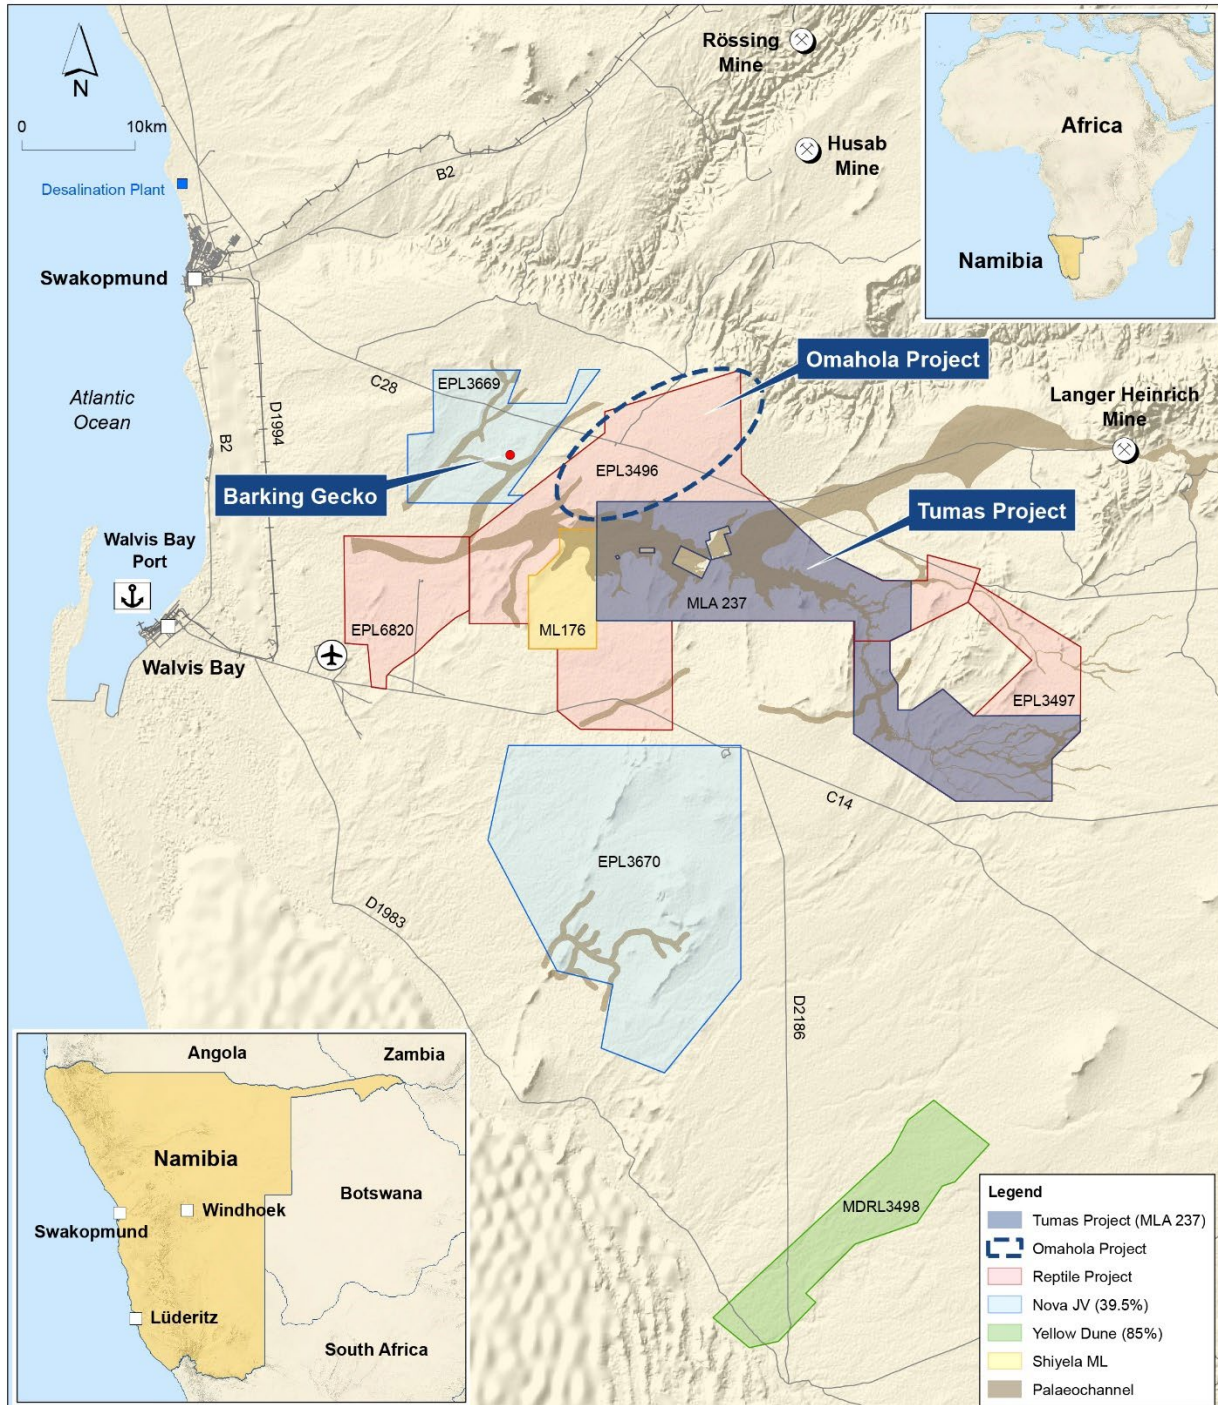 N
0
10km
Desalination Plant
Swakopmund
Rössing
Mine
Husab
Mine
B2
Africa
Namibia
Atlantic
Ocean
C28
D1994
B2
EPL3669
Omahola Project
Langer Heinrich
Mine
EPL3496
Barking Gecko
Tumas Project
Walvis Bay
Port
MLA 237
EPL6820
ML176
Walvis Bay
EPL3497
C14
EPL3670
D1983
D2186
MDRL3498
Angola
Zambia
Namibia
Botswana
Windhoek
Swakopmund
Lüderitz
South Africa
Legend
Tumas Project (MLA 237)
Omahola Project
Reptile Project
Nova JV (39.5%)
Yellow Dune (85%)
Shiyela ML
Palaeochannel